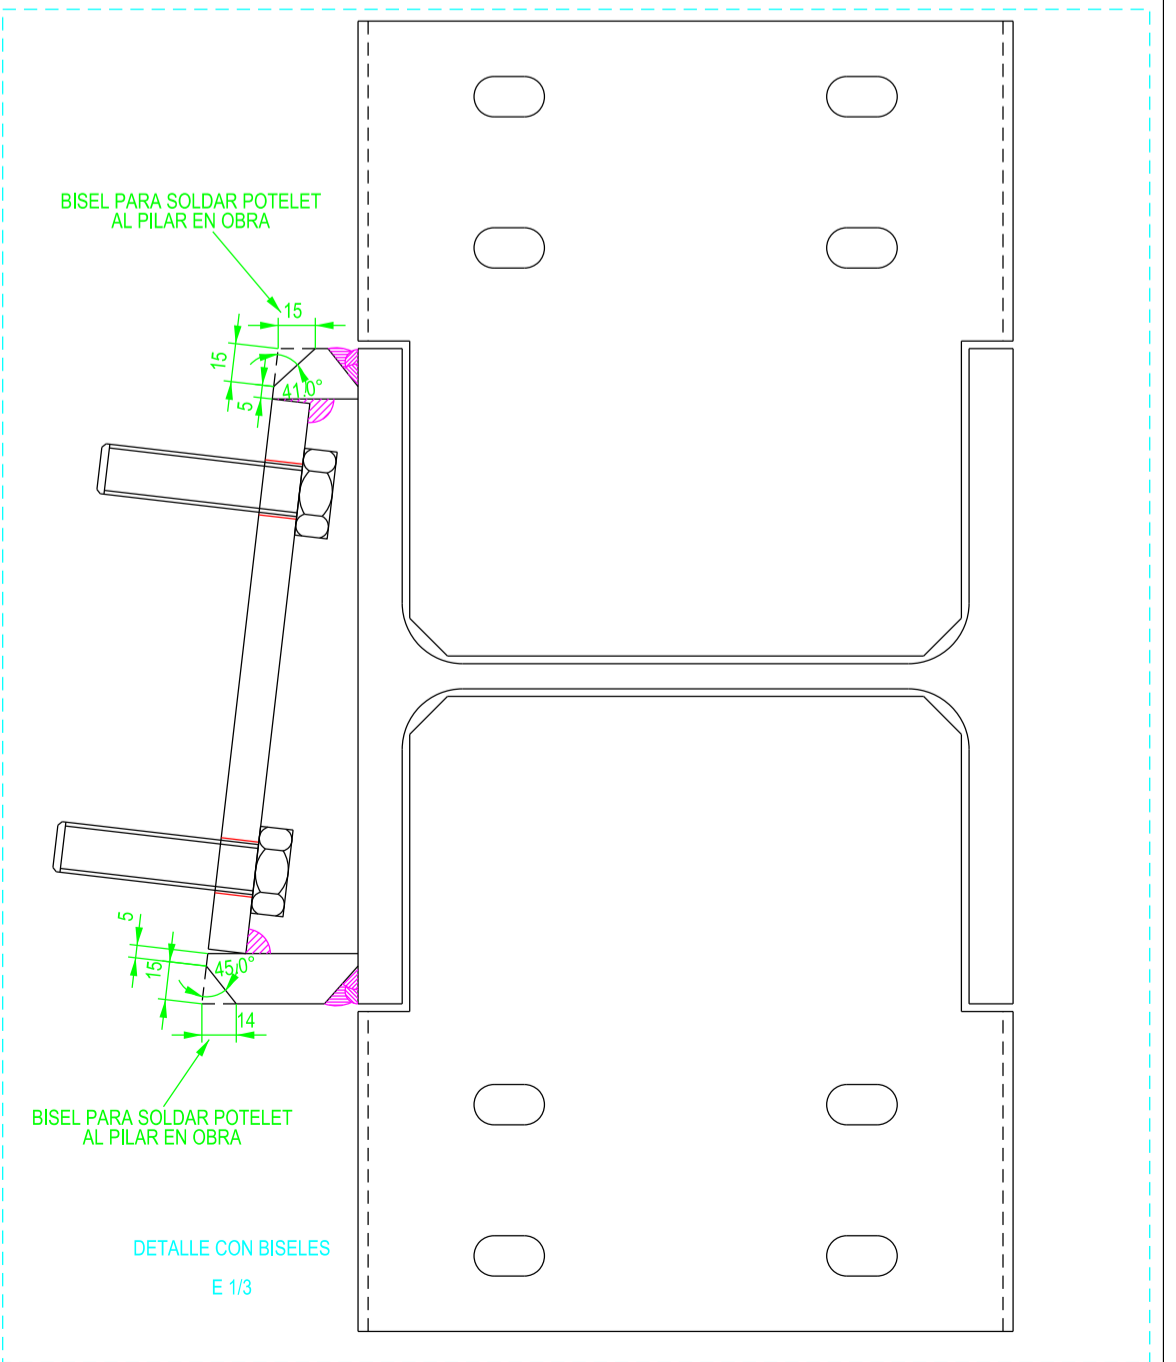 BISEL PARA SOLDAR POTELET
AL PILAR EN OBRA
15
15
41.0°
5
5
15
45.0°
14
BISEL PARA SOLDAR POTELET
AL PILAR EN OBRA
DETALLE CON BISELES
E 1/3